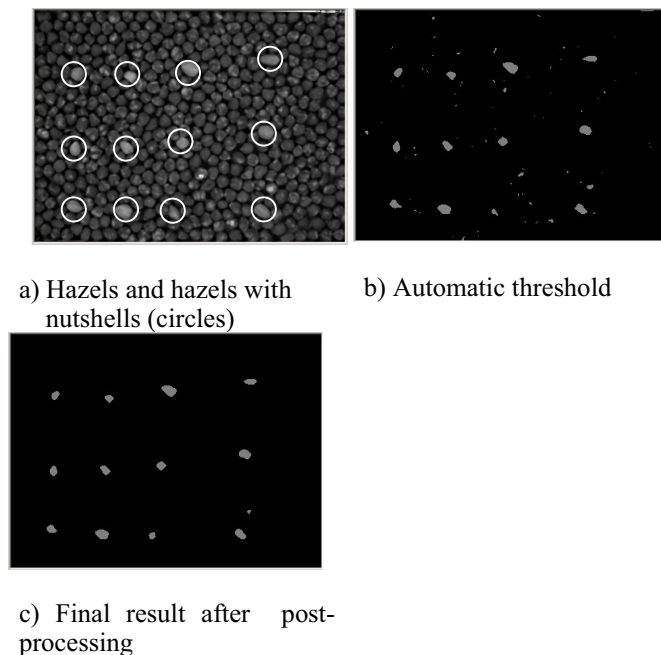 a) Hazels and hazels with
nutshells (circles)
b) Automatic threshold
c) Final result after post-
processing